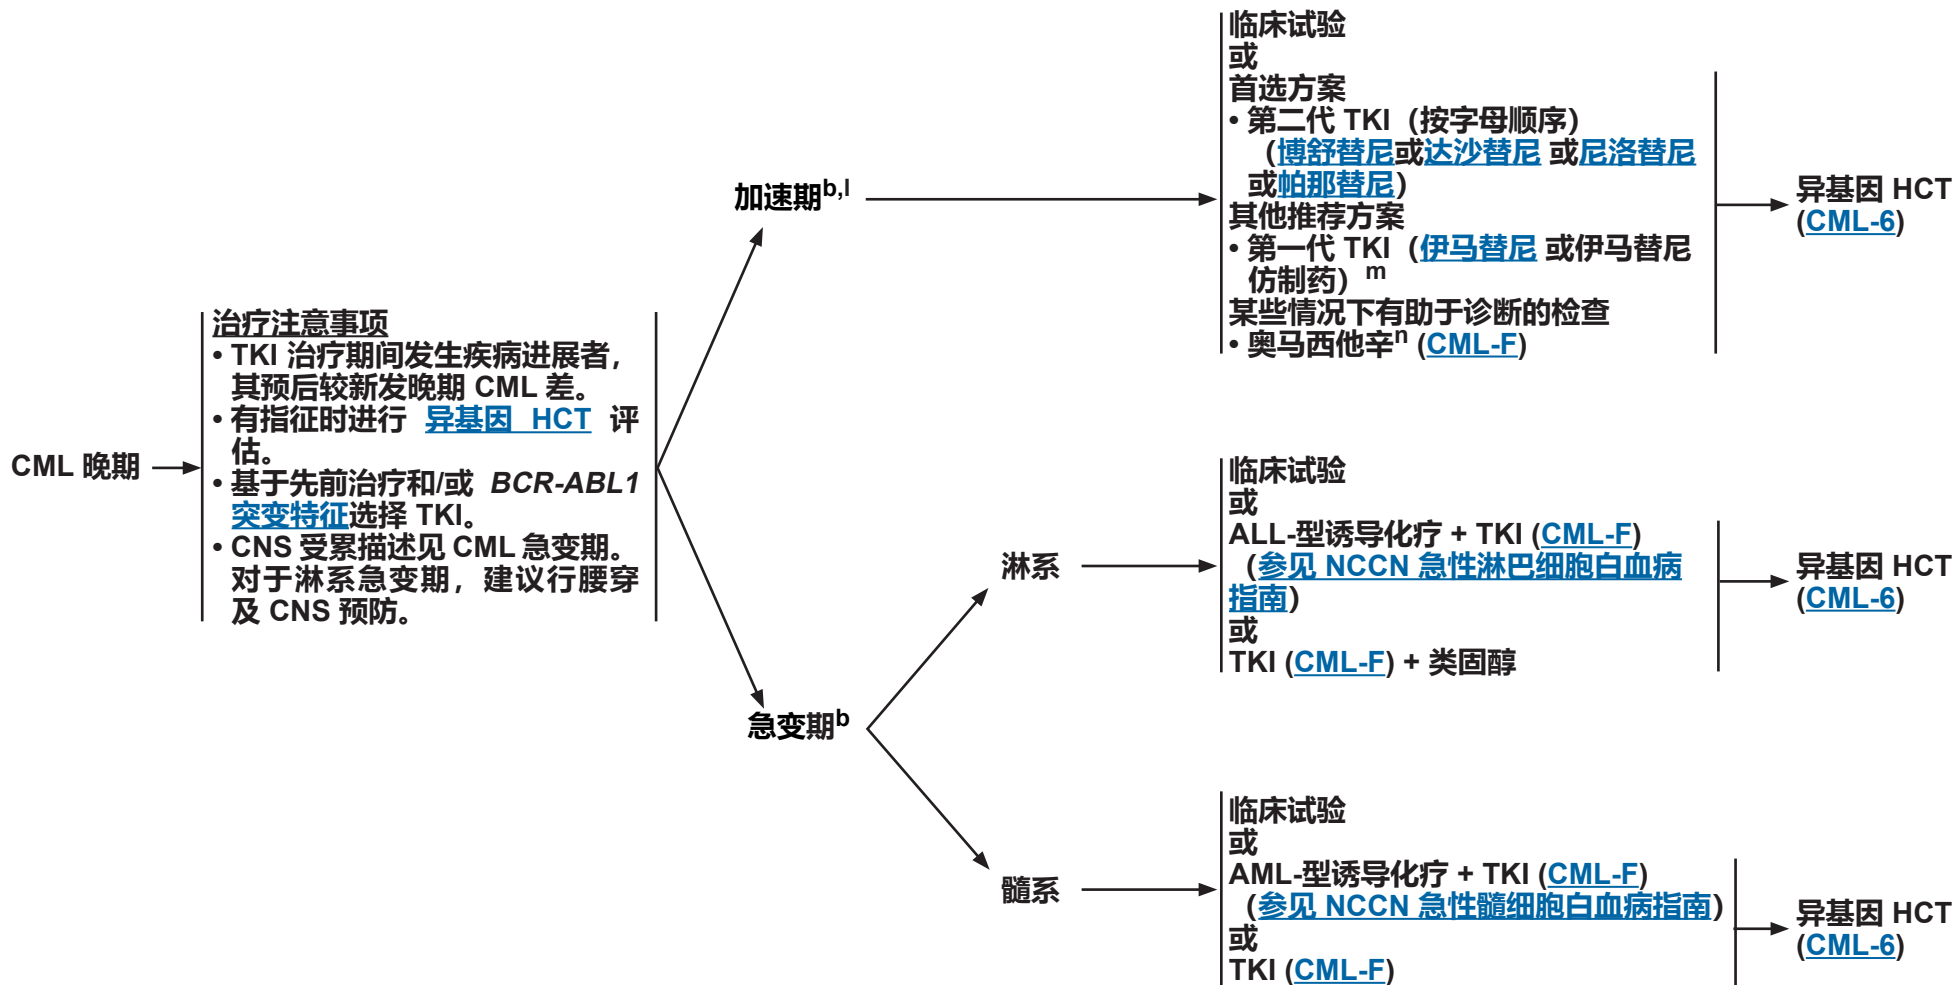 CML 晚期
治疗注意事项
• TKI 治疗期间发生疾病进展者，
其预后较新发晚期 CML 差。
• 有指征时进行 异基因 HCT 评
估。
• 基于先前治疗和/或 BCR-ABL1
突变特征选择 TKI。
• CNS 受累描述见 CML 急变期。
对于淋系急变期，建议行腰穿
及 CNS 预防。
加速期b,l
临床试验
或
首选方案
• 第二代 TKI（按字母顺序）
（博舒替尼或达沙替尼 或尼洛替尼
或帕那替尼）
其他推荐方案
• 第一代 TKI（伊马替尼 或伊马替尼
仿制药）m
某些情况下有助于诊断的检查
• 奥马西他辛n (CML-F)
异基因 HCT
(CML-6)
急变期b
淋系
临床试验
或
ALL-型诱导化疗 + TKI (CML-F)
（参见 NCCN 急性淋巴细胞白血病
指南）
或
TKI (CML-F) + 类固醇
异基因 HCT
(CML-6)
髓系
临床试验
或
AML-型诱导化疗 + TKI (CML-F)
（参见 NCCN 急性髓细胞白血病指南）
或
TKI (CML-F)
异基因 HCT
(CML-6)